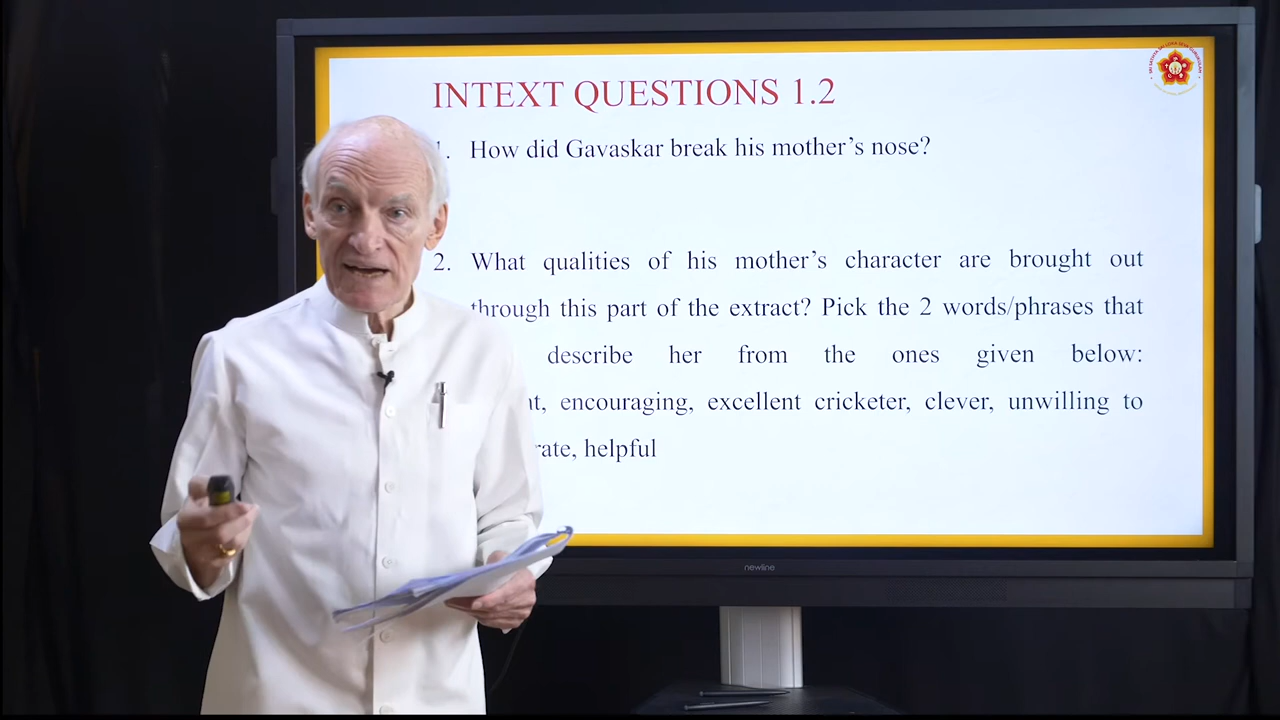 INTEXT QUESTIONS 1.2
1. How did Gavaskar break his mother’s nose?
2. What qualities of his mother’s character are brought out
through this part of the extract? Pick the 2 words/phrases that
describe her from the ones given below:
encouraging, excellent cricketer, clever, unwilling to
helpful
newline